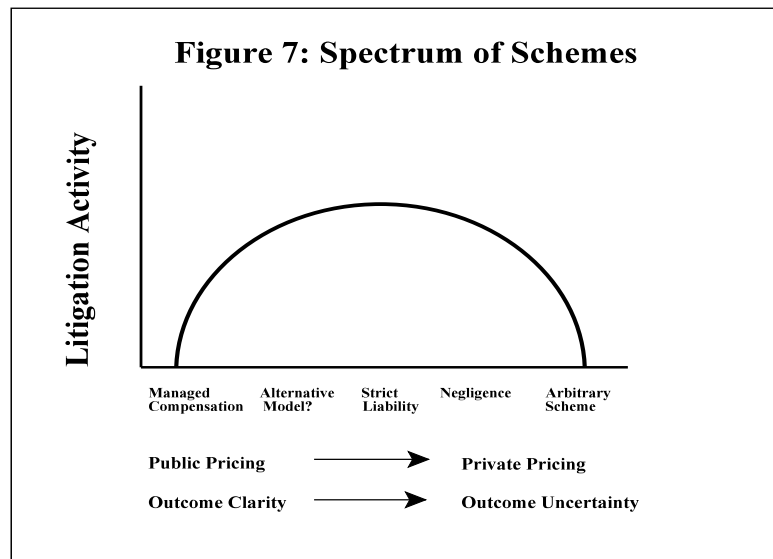 Figure 7: Spectrum of Schemes
Litigation Activity
Managed Compensation
Alternative Model?
Strict Liability
Negligence
Arbitrary Scheme
Public Pricing
Private Pricing
Outcome Clarity
Outcome Uncertainty